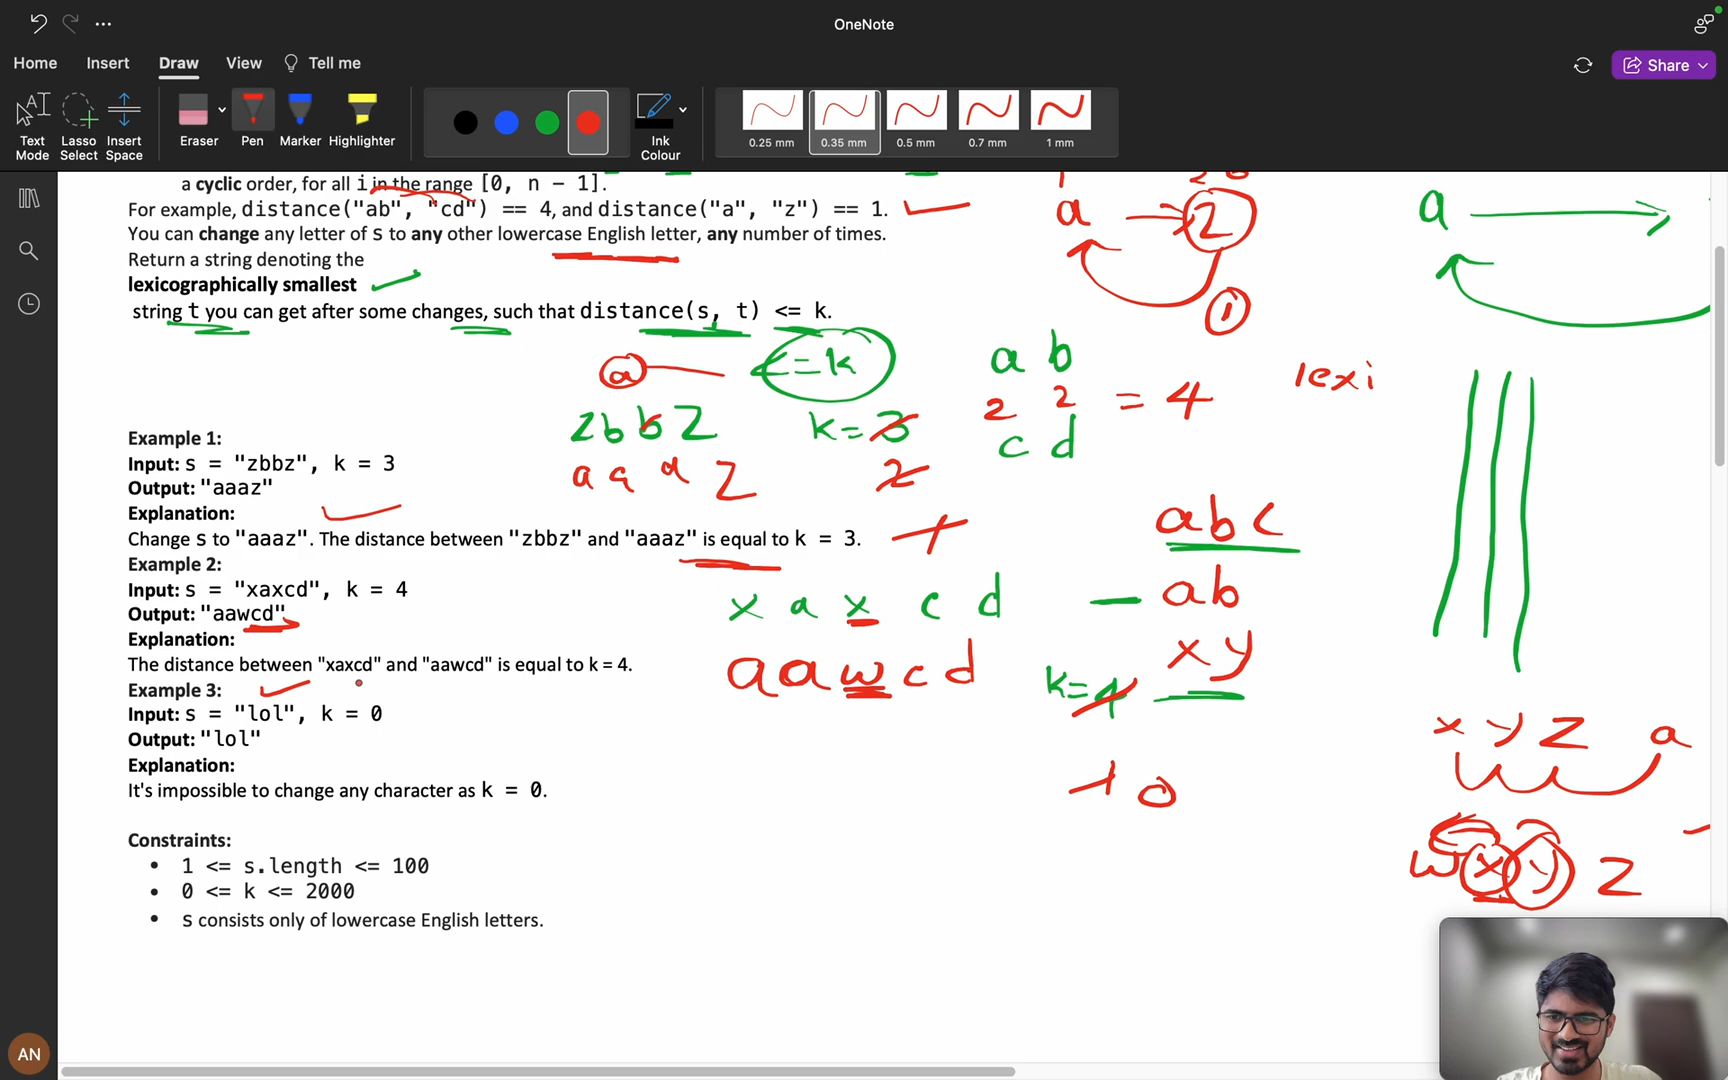 OneNote
Home Insert Draw View Tell me
Share
Text Mode
Lasso Select
Insert Space
Eraser
Pen
Marker
Highlighter
Ink Colour
0.25 mm
0.35 mm
0.5 mm
0.7 mm
1 mm
a cyclic order, for all i in the range [0, n - 1].
For example, distance("ab", "cd") == 4, and distance("a", "z") == 1.
You can change any letter of s to any other lowercase English letter, any number of times.
Return a string denoting the
lexicographically smallest
string t you can get after some changes, such that distance(s, t) <= k.
a → z
1
a
a <= k
zbbz k=3
aaaz 2
a b
2 2 = 4
c d
lexi
Example 1:
Input: s = "zbbz", k = 3
Output: "aaaz"
Explanation:
Change s to "aaaz". The distance between "zbbz" and "aaaz" is equal to k = 3.
Example 2:
Input: s = "xaxcd", k = 4
Output: "aawcd"
Explanation:
The distance between "xaxcd" and "aawcd" is equal to k = 4.
Example 3:
Input: s = "lol", k = 0
Output: "lol"
Explanation:
It's impossible to change any character as k = 0.
x a x c d
a a w c d
k=4
1 0
abc
ab
xy
x y z a
w x y z
Constraints:
• 1 <= s.length <= 100
• 0 <= k <= 2000
• s consists only of lowercase English letters.
AN